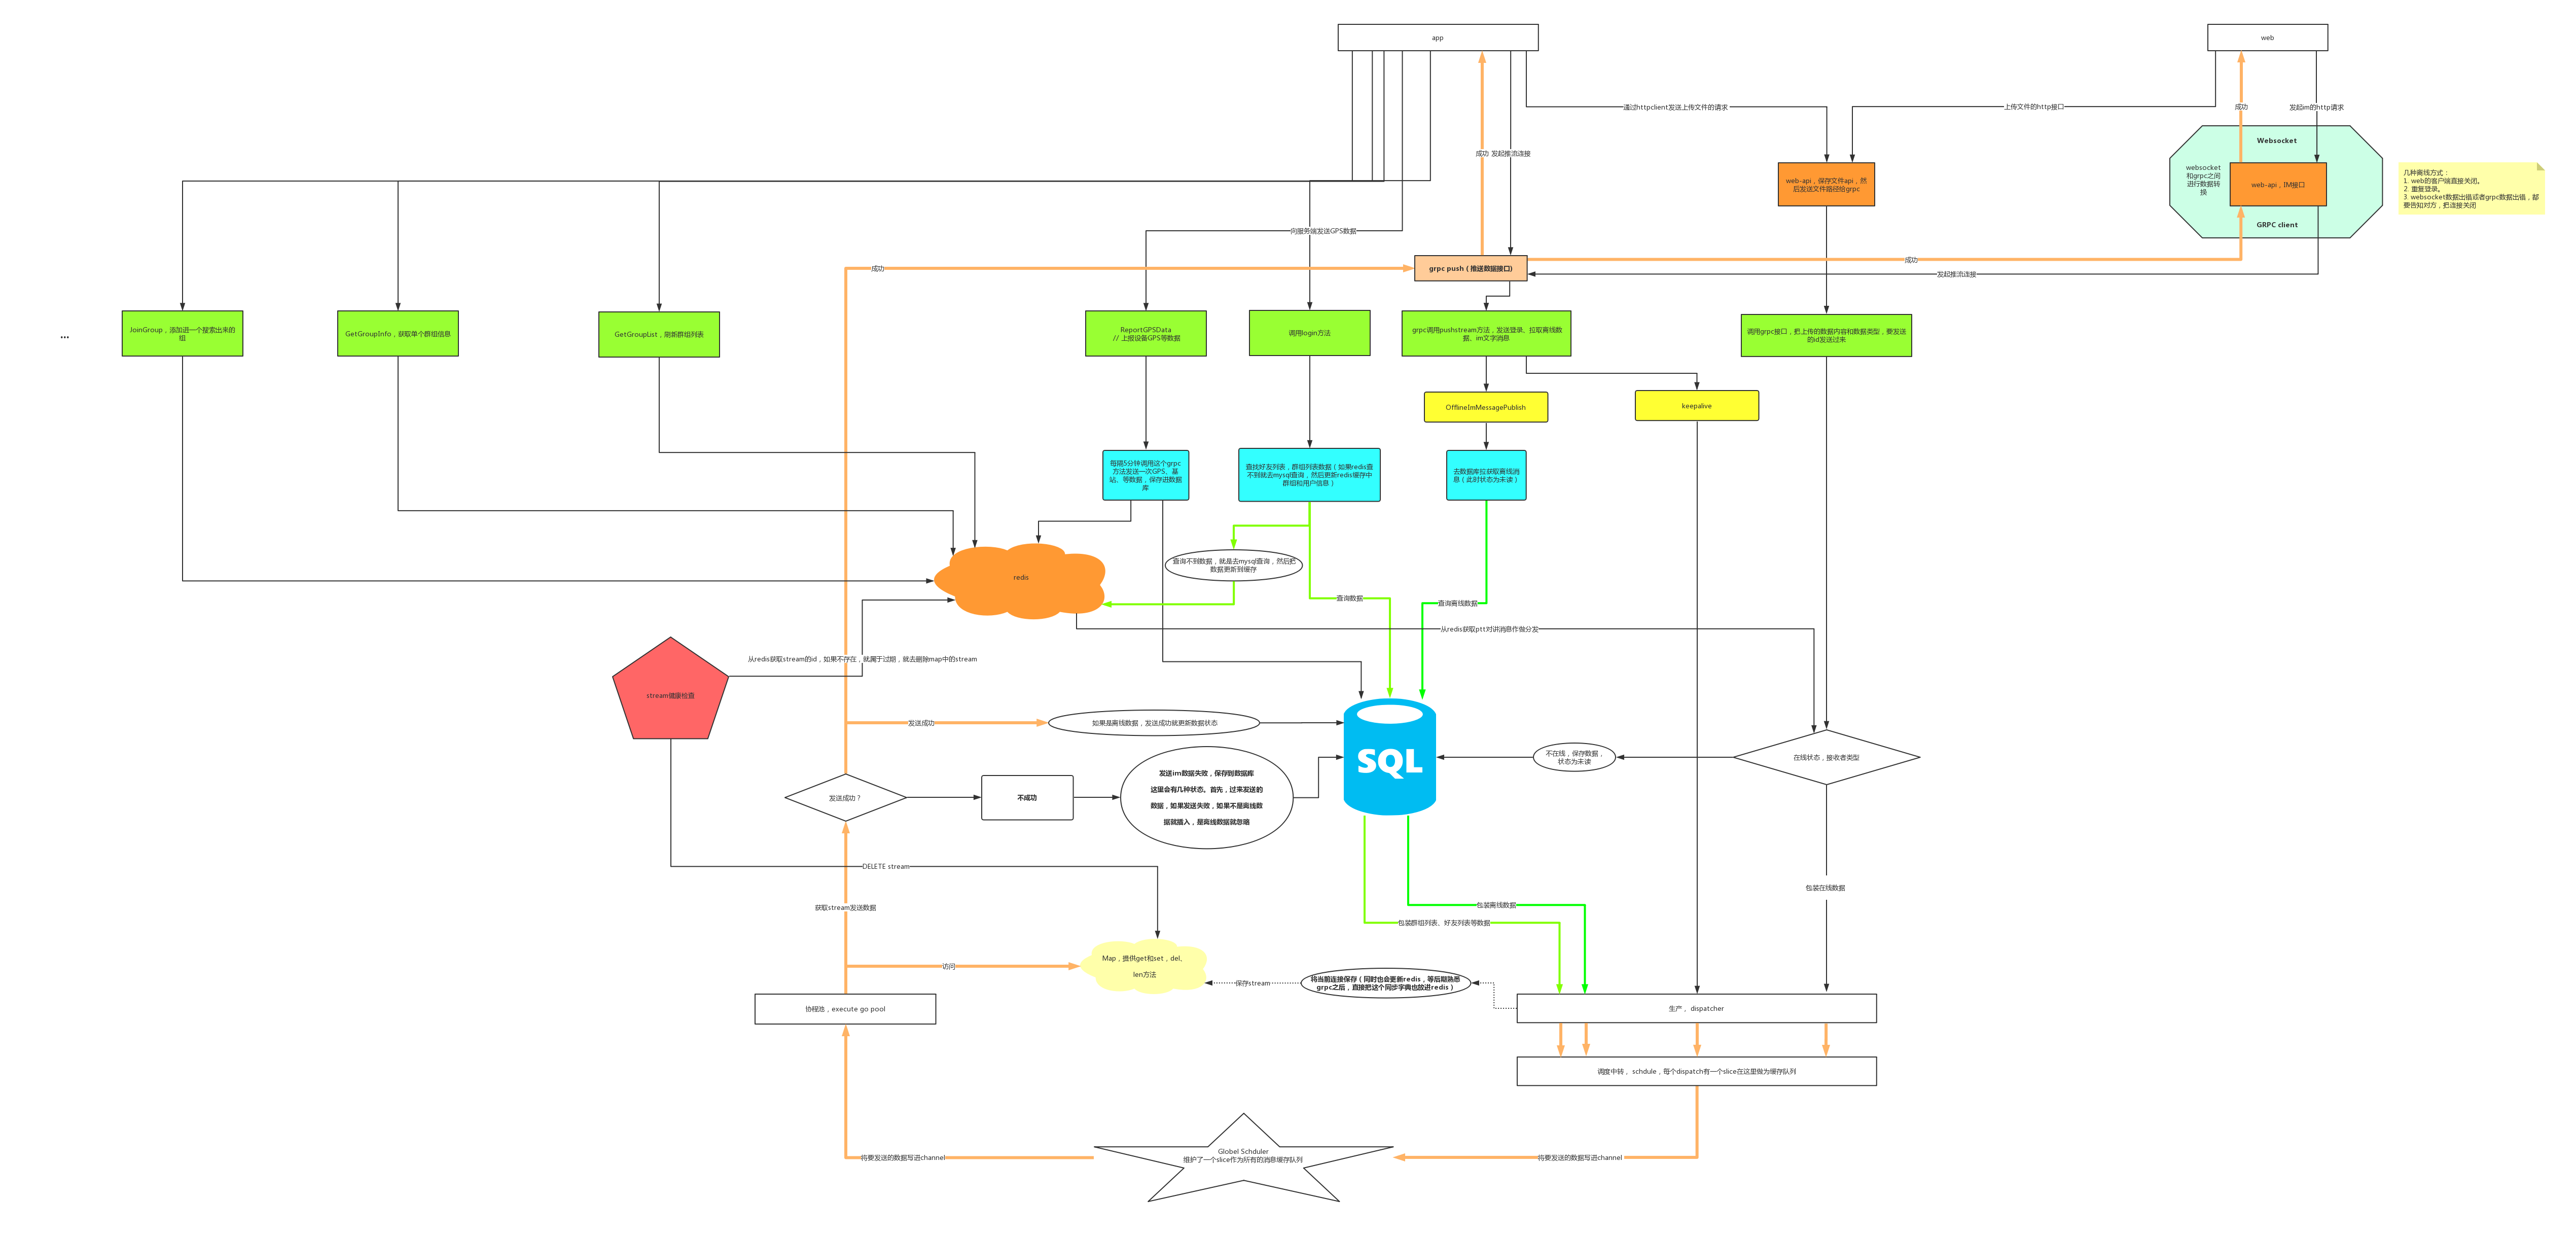 app
web
通过httpclient发送上传文件的请求
上传文件的http接口
成功
发起im的http请求
Websocket
成功
发起推流连接
websocket
和grpc之间
进行数据转
换
web-api，保存文件api，然
后发送文件路径给grpc
web-api，IM接口
GRPC client
几种离线方式：
1. web的客户端直接关闭。
2. 重复登录。
3. websocket数据出错或者grpc数据出错，都
要告知对方，把连接关闭
向服务端发送GPS数据
成功
grpc push（推送数据接口)
成功
发起推流连接
...
JoinGroup，添加进一个搜索出来的
组
GetGroupInfo，获取单个群组信息
GetGroupList，刷新群组列表
ReportGPSData
// 上报设备GPS等数据
调用login方法
grpc调用pushstream方法，发送登录、拉取离线数
据、im文字消息
调用grpc接口，把上传的数据内容和数据类型，要发送
的id发送过来
OfflineImMessagePublish
keepalive
每隔5分钟调用这个grpc
方法发送一次GPS、基
站、等数据，保存进数据
库
查找好友列表，群组列表数据（如果redis查
不到就去mysql查询，然后更新redis缓存中
群组和用户信息）
去数据库拉获取离线消
息（此时状态为未读）
redis
查询不到数据，就是去mysql查询，然后把
数据更新到缓存
查询数据
查询离线数据
从redis获取ptt对讲消息作做分发
从redis获取stream的id，如果不存在，就属于过期，就去删除map中的stream
stream健康检查
发送成功
如果是离线数据，发送成功就更新数据状态
SQL
不在线，保存数据，
状态为未读
在线状态，接收者类型
发送成功？
不成功
发送im数据失败，保存到数据库
这里会有几种状态。首先，过来发送的
数据，如果发送失败，如果不是离线数
据就插入，是离线数据就忽略
DELETE stream
包装在线数据
获取stream发送数据
包装离线数据
包装群组列表、好友列表等数据
Map，提供get和set，del、
len方法
访问
保存stream
将当前连接保存（同时也会更新redis，等后期熟悉
grpc之后，直接把这个同步字典也放进redis）
协程池，execute go pool
生产， dispatcher
调度中转， schdule，每个dispatch有一个slice在这里做为缓存队列
Globel Schduler
维护了一个slice作为所有的消息缓存队列
将要发送的数据写进channel
将要发送的数据写进channel